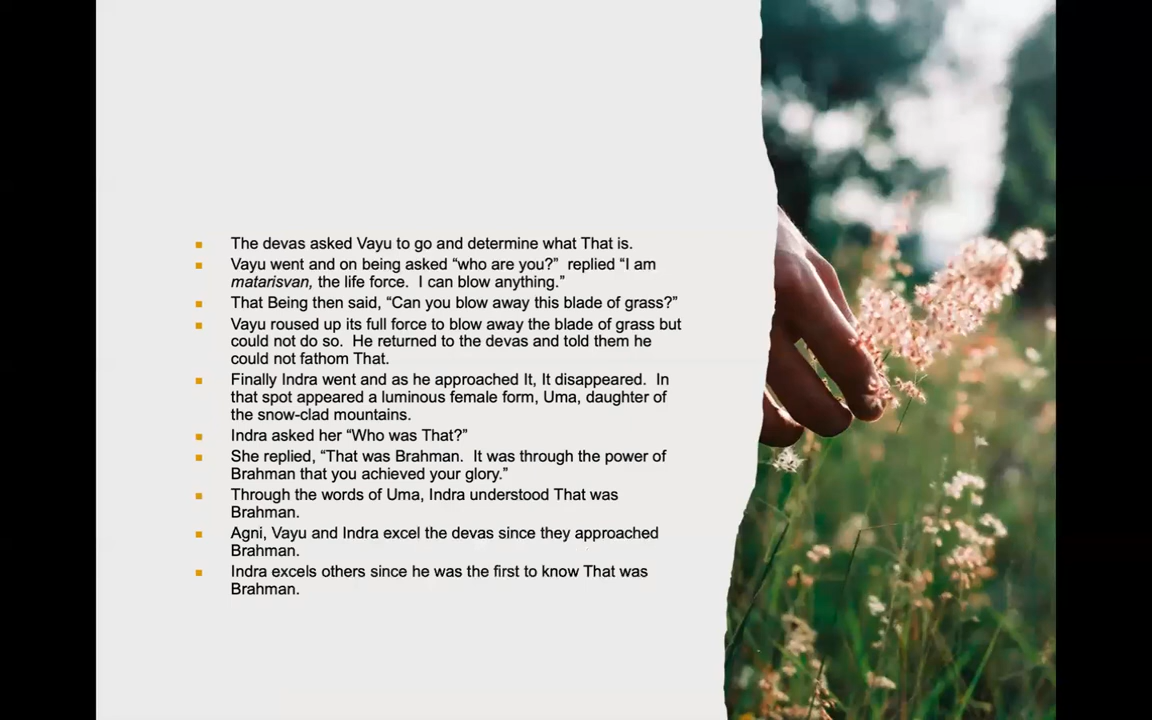 The devas asked Vayu to go and determine what That is.
Vayu went and on being asked “who are you?”  replied “I am
matarisvan, the life force.  I can blow anything.”
That Being then said, “Can you blow away this blade of grass?”
Vayu roused up its full force to blow away the blade of grass but
could not do so.  He returned to the devas and told them he
could not fathom That.
Finally Indra went and as he approached It, It disappeared.  In
that spot appeared a luminous female form, Uma, daughter of
the snow-clad mountains.
Indra asked her “Who was That?”
She replied, “That was Brahman.  It was through the power of
Brahman that you achieved your glory.”
Through the words of Uma, Indra understood That was
Brahman.
Agni, Vayu and Indra excel the devas since they approached
Brahman.
Indra excels others since he was the first to know That was
Brahman.